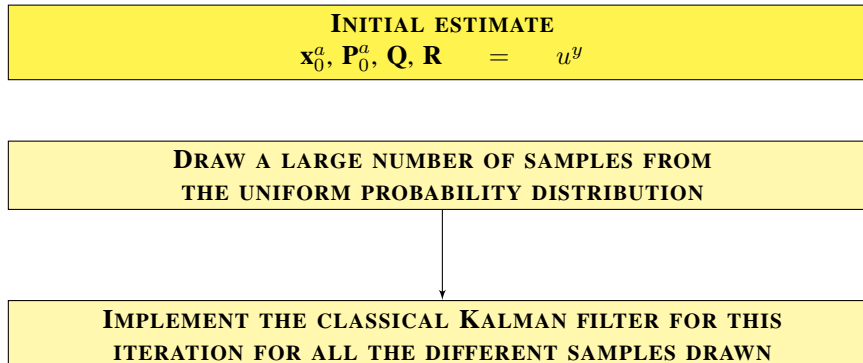 INITIAL ESTIMATE
x₀ᵃ, P₀ᵃ, Q, R = uʸ
DRAW A LARGE NUMBER OF SAMPLES FROM
THE UNIFORM PROBABILITY DISTRIBUTION
IMPLEMENT THE CLASSICAL KALMAN FILTER FOR THIS
ITERATION FOR ALL THE DIFFERENT SAMPLES DRAWN